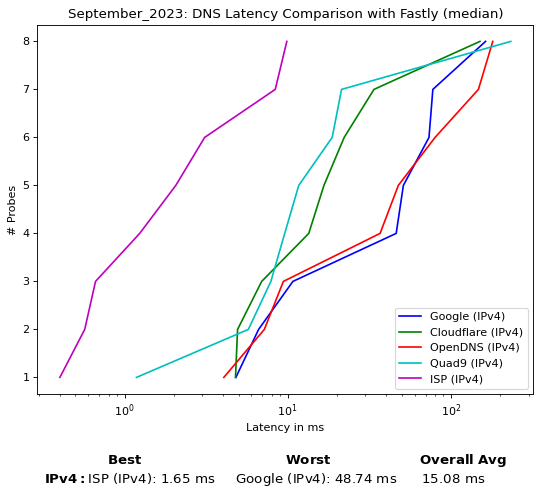 September_2023: DNS Latency Comparison with Fastly (median)
8
7
6
5
4
3
2
1
# Probes
Google (IPv4)
Cloudflare (IPv4)
OpenDNS (IPv4)
Quad9 (IPv4)
ISP (IPv4)
10⁰ 10¹ 10²
Latency in ms
Best Worst Overall Avg
IPv4: ISP (IPv4): 1.65 ms Google (IPv4): 48.74 ms 15.08 ms